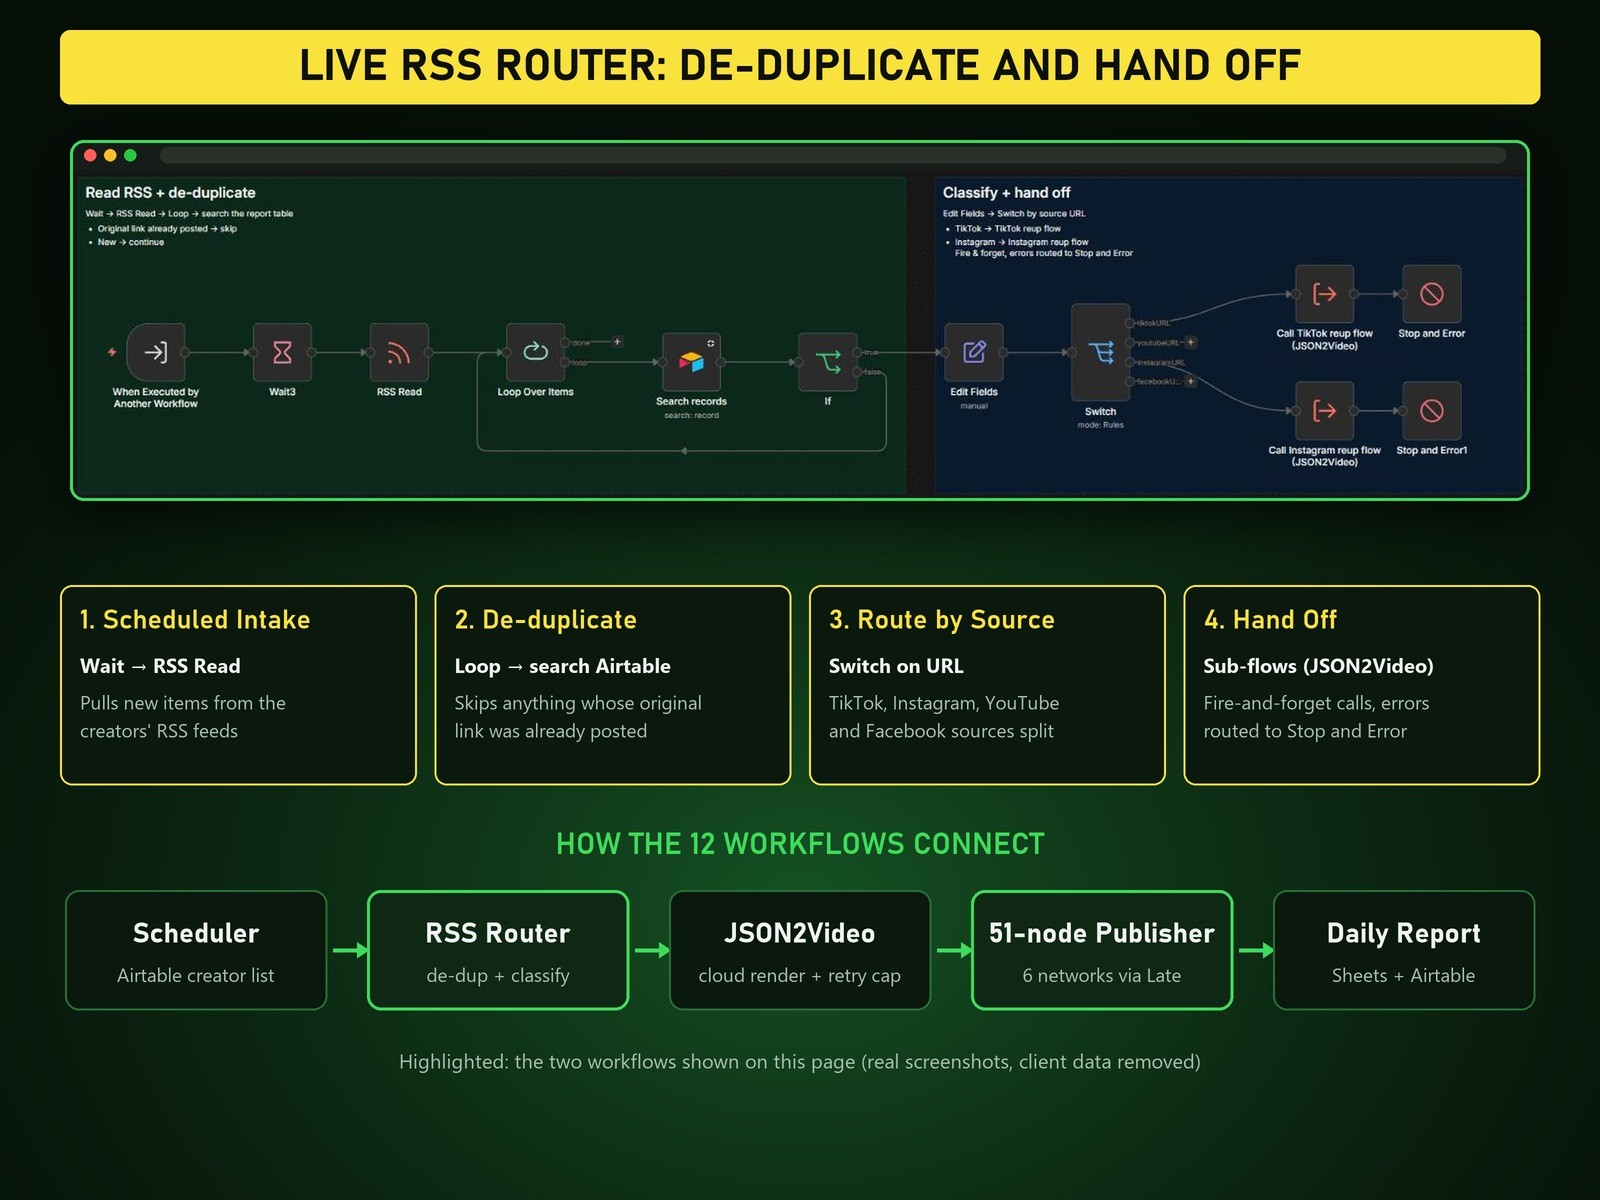 LIVE RSS ROUTER: DE-DUPLICATE AND HAND OFF
Read RSS + de-duplicate
Wait → RSS Read → Loop → search the report table
• Original link already posted → skip
• New → continue
When Executed by
Another Workflow
Wait3
RSS Read
done
loop
Loop Over Items
Search records
search: record
true
false
If
Classify + hand off
Edit Fields → Switch by source URL
• TikTok → TikTok reup flow
• Instagram → Instagram reup flow
Fire & forget, errors routed to Stop and Error
Edit Fields
manual
tiktokURL
youtubeURL
instagramURL
facebookU...
Switch
mode: Rules
Call TikTok reup flow
(JSON2Video)
Stop and Error
Call Instagram reup flow
(JSON2Video)
Stop and Error1
1. Scheduled Intake
Wait → RSS Read
Pulls new items from the
creators' RSS feeds
2. De-duplicate
Loop → search Airtable
Skips anything whose original
link was already posted
3. Route by Source
Switch on URL
TikTok, Instagram, YouTube
and Facebook sources split
4. Hand Off
Sub-flows (JSON2Video)
Fire-and-forget calls, errors
routed to Stop and Error
HOW THE 12 WORKFLOWS CONNECT
Scheduler
Airtable creator list
RSS Router
de-dup + classify
JSON2Video
cloud render + retry cap
51-node Publisher
6 networks via Late
Daily Report
Sheets + Airtable
Highlighted: the two workflows shown on this page (real screenshots, client data removed)